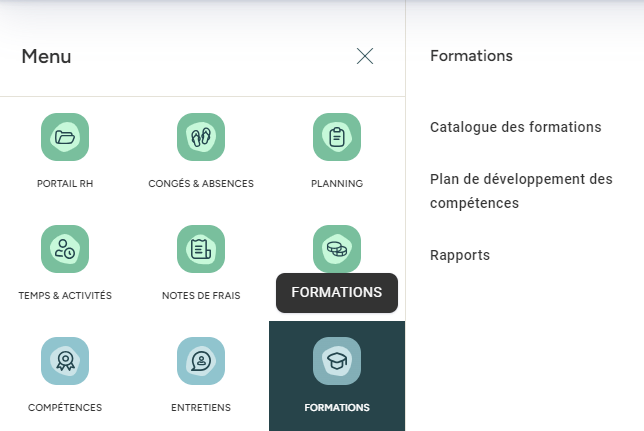 Menu
PORTAIL RH
CONGÉS & ABSENCES
PLANNING
TEMPS & ACTIVITÉS
NOTES DE FRAIS
FORMATIONS
COMPÉTENCES
ENTRETIENS
FORMATIONS
Formations
Catalogue des formations
Plan de développement des
compétences
Rapports